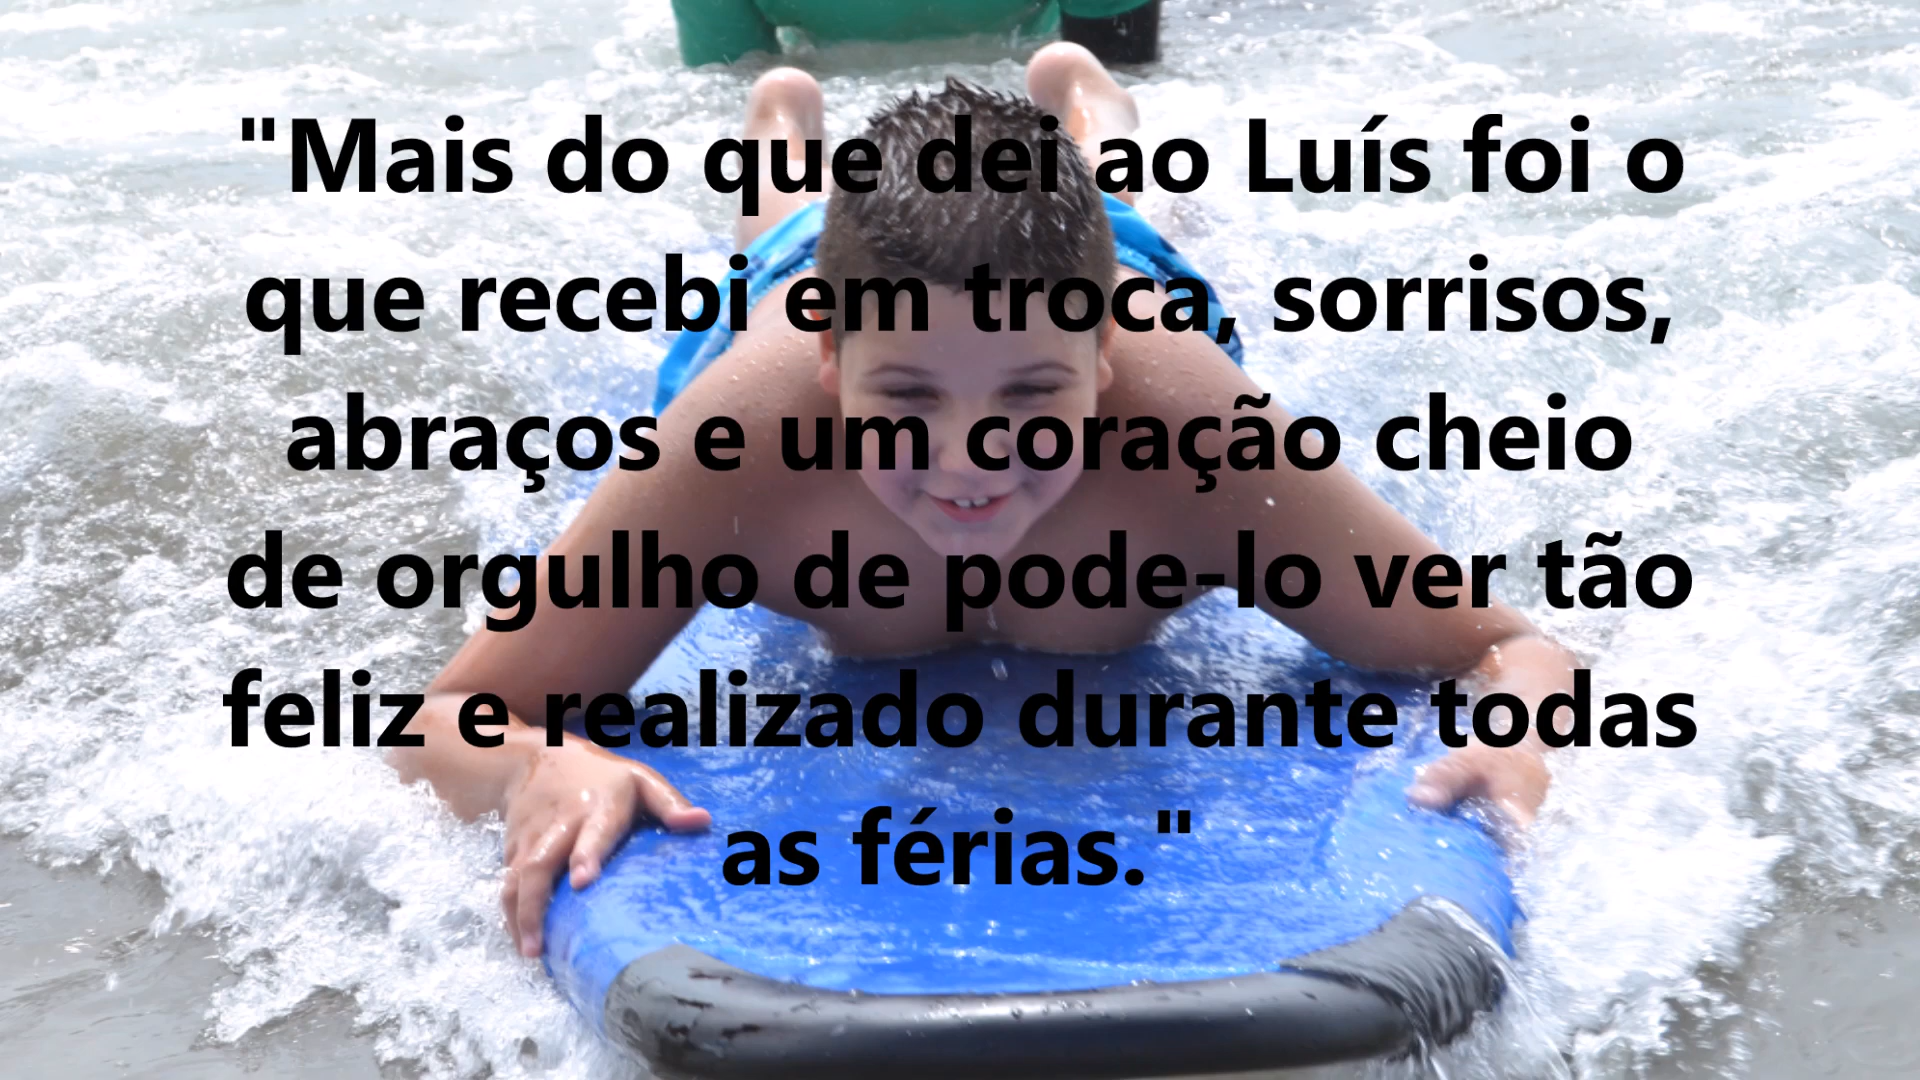 "Mais do que dei ao Luís foi o
que recebi em troca, sorrisos,
abraços e um coração cheio
de orgulho de pode-lo ver tão
feliz e realizado durante todas
as férias."